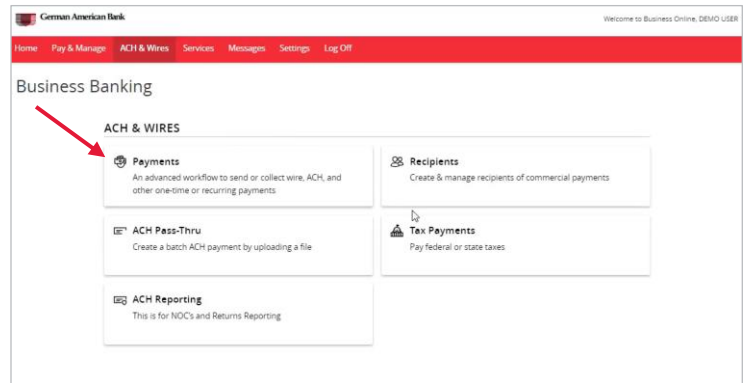 German American Bank
Welcome to Business Online, DEMO USER
Home Pay & Manage ACH & Wires Services Messages Settings Log Off
Business Banking
ACH & WIRES
Payments
An advanced workflow to send or collect wire, ACH, and
other one-time or recurring payments
Recipients
Create & manage recipients of commercial payments
ACH Pass-Thru
Create a batch ACH payment by uploading a file
Tax Payments
Pay federal or state taxes
ACH Reporting
This is for NOC's and Returns Reporting